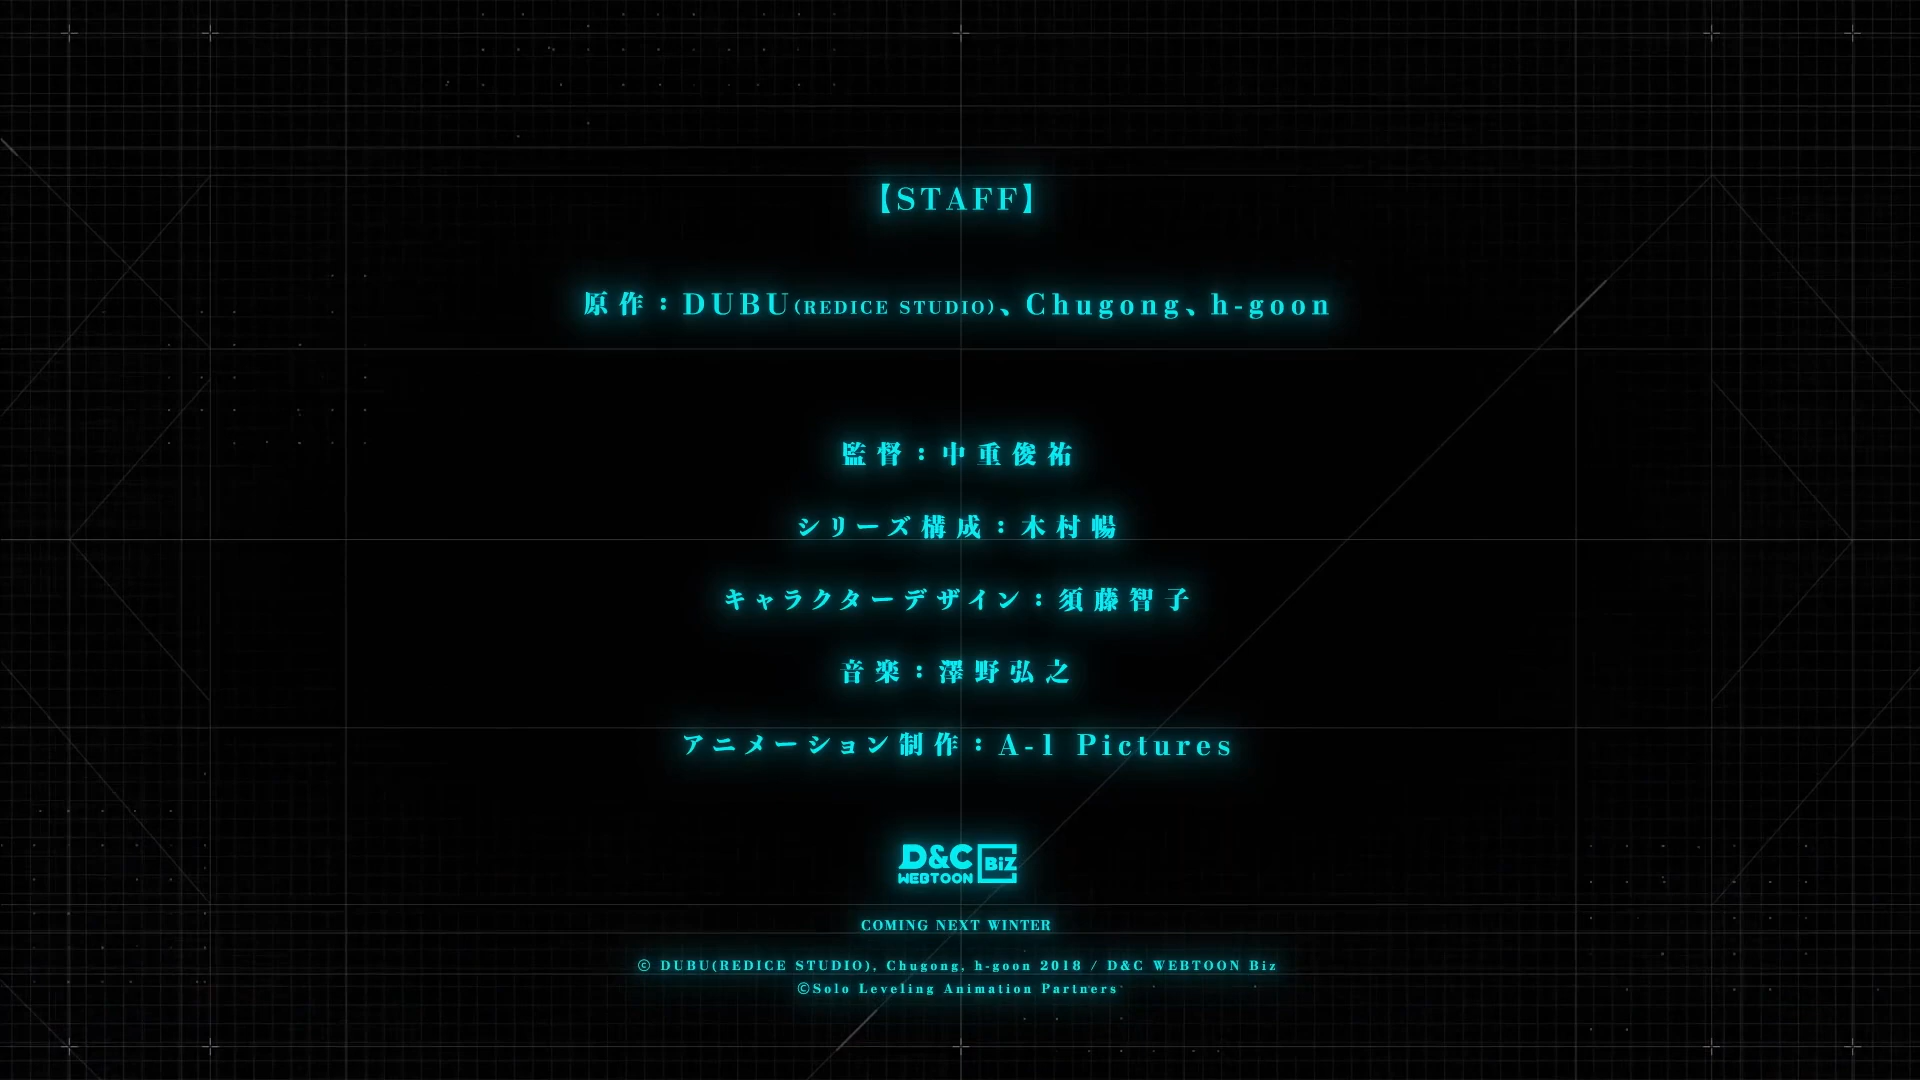 【STAFF】
原作：DUBU(REDICE STUDIO)、Chugong、h-goon
監督：中重俊祐
シリーズ構成：木村暢
キャラクターデザイン：須藤智子
音楽：澤野弘之
アニメーション制作：A-1 Pictures
D&C BiZ
WEBTOON
COMING NEXT WINTER
© DUBU(REDICE STUDIO), Chugong, h-goon 2018 / D&C WEBTOON Biz
©Solo Leveling Animation Partners